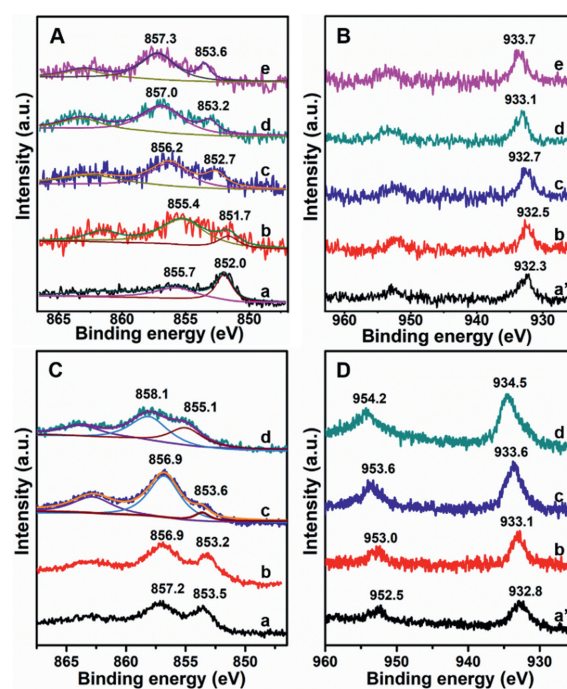 A
857.3
853.6
e
857.0
853.2
d
856.2
852.7
c
855.4
851.7
b
855.7
852.0
a
Intensity (a.u.)
865 860 855 850
Binding energy (eV)
B
933.7
e
933.1
d
932.7
c
932.5
b
932.3
a'
Intensity (a.u.)
960 950 940 930
Binding energy (eV)
C
858.1
855.1
d
856.9
853.6
c
856.9
853.2
b
857.2
853.5
a
Intensity (a.u.)
865 860 855 850
Binding Energy (eV)
D
954.2
934.5
d
953.6
933.6
c
953.0
933.1
b
952.5
932.8
a'
Intensity (a.u.)
960 950 940 930
Binding Energy (eV)